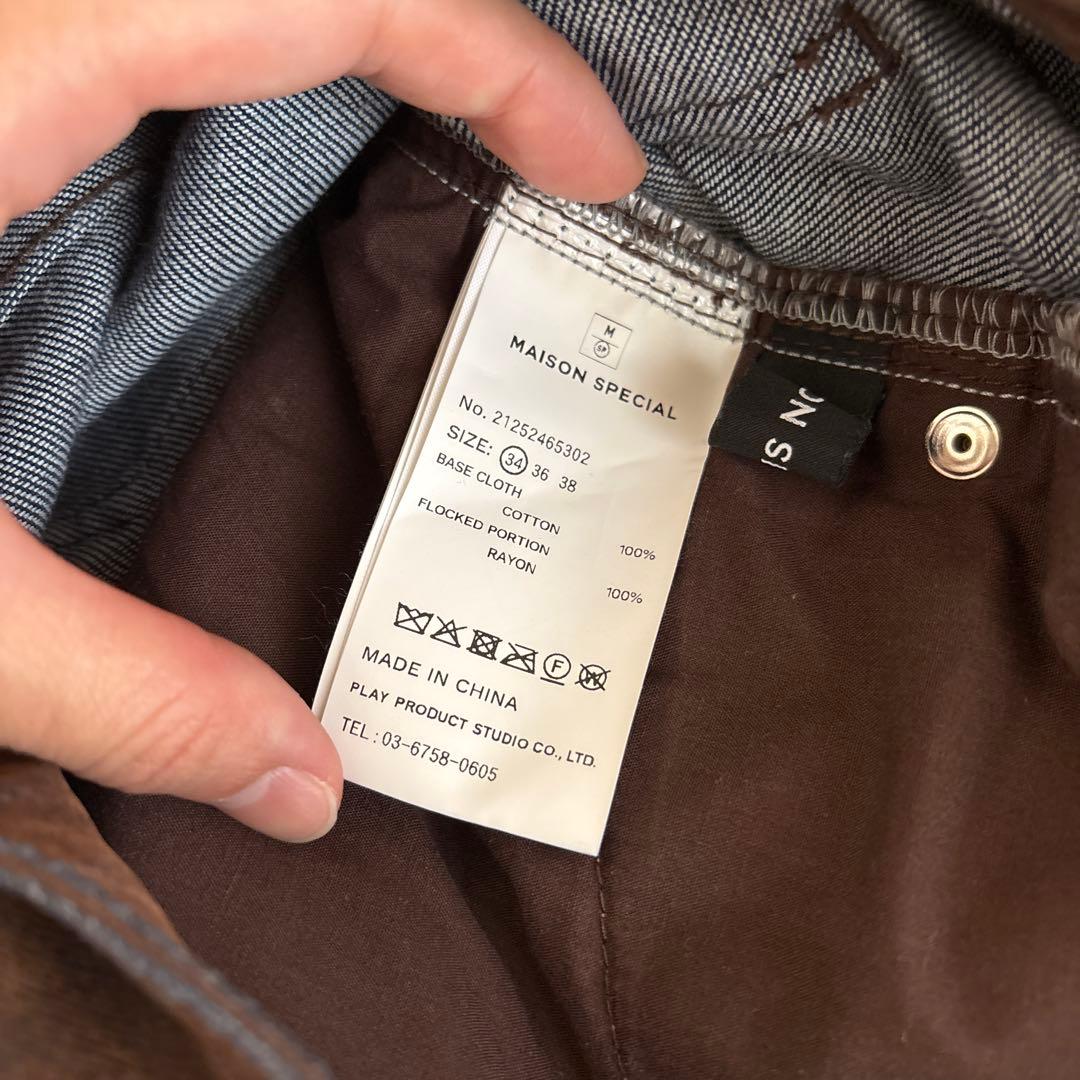 M
SP
MAISON SPECIAL
No. 21252465302
SIZE: 34 36 38
BASE CLOTH
COTTON 100%
FLOCKED PORTION
RAYON 100%
F
W
MADE IN CHINA
PLAY PRODUCT STUDIO CO., LTD.
TEL : 03-6758-0605